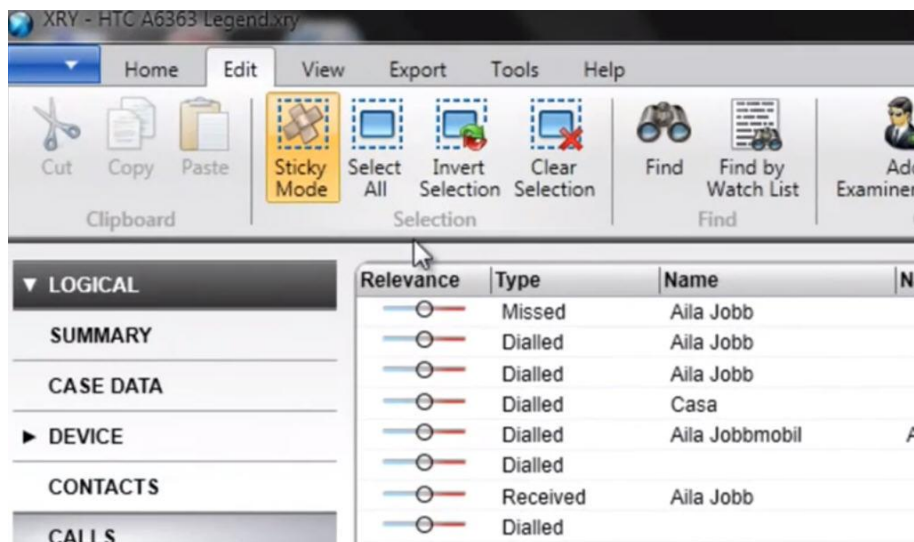 XRY - HTC A6363 Legend.xry
Home Edit View Export Tools Help
Cut Copy Paste Sticky Mode Select All Invert Selection Clear Selection Find Find by Watch List
Clipboard Selection Find
LOGICAL
SUMMARY
CASE DATA
DEVICE
CONTACTS
CALLS
Relevance Type Name N
Missed Aila Jobb
Dialled Aila Jobb
Dialled Aila Jobb
Dialled Casa
Dialled Aila Jobbmobil A
Dialled
Received Aila Jobb
Dialled